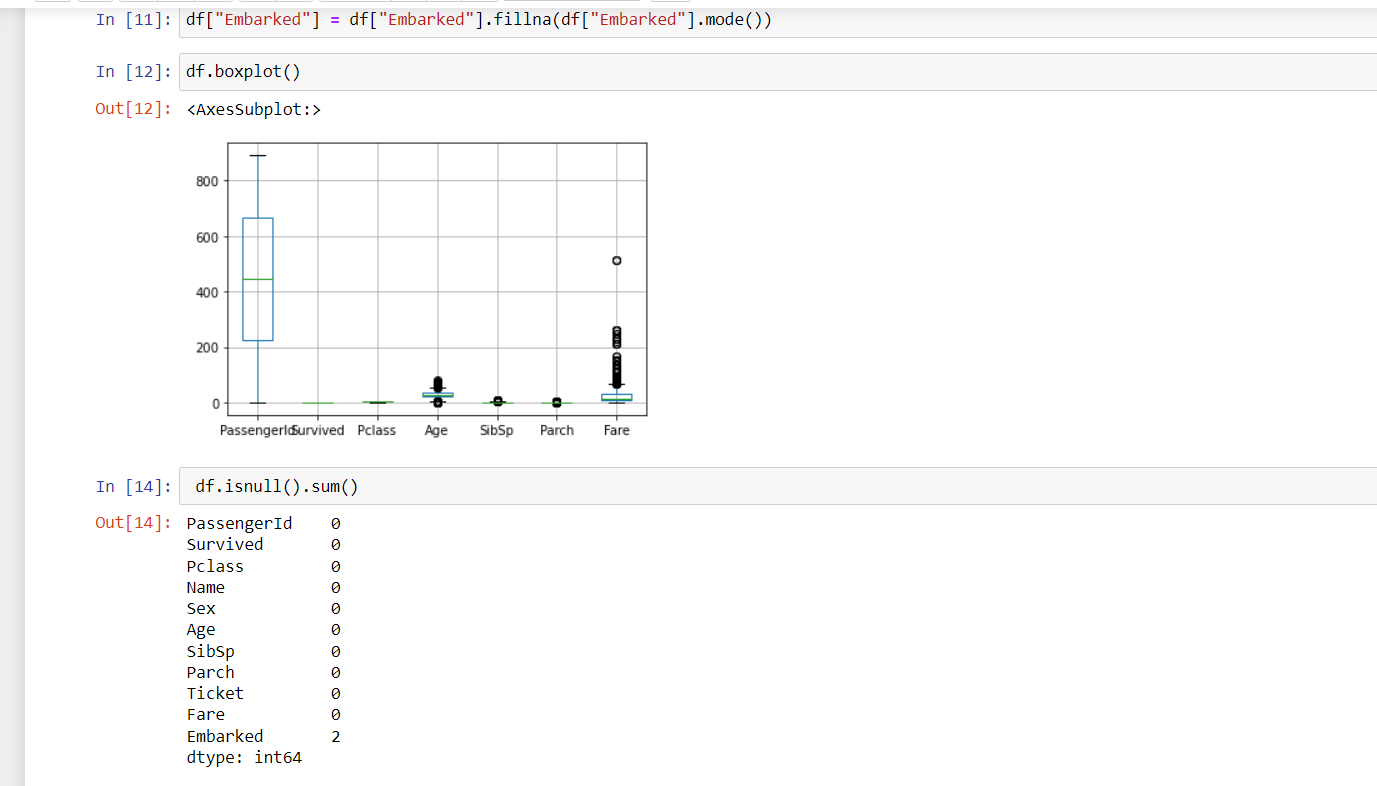 In [11]: df["Embarked"] = df["Embarked"].fillna(df["Embarked"].mode())
In [12]: df.boxplot()
Out[12]: <AxesSubplot:>
800
600
400
200
0
PassengerId Survived Pclass Age SibSp Parch Fare
In [14]: df.isnull().sum()
Out[14]: PassengerId 0
Survived 0
Pclass 0
Name 0
Sex 0
Age 0
SibSp 0
Parch 0
Ticket 0
Fare 0
Embarked 2
dtype: int64